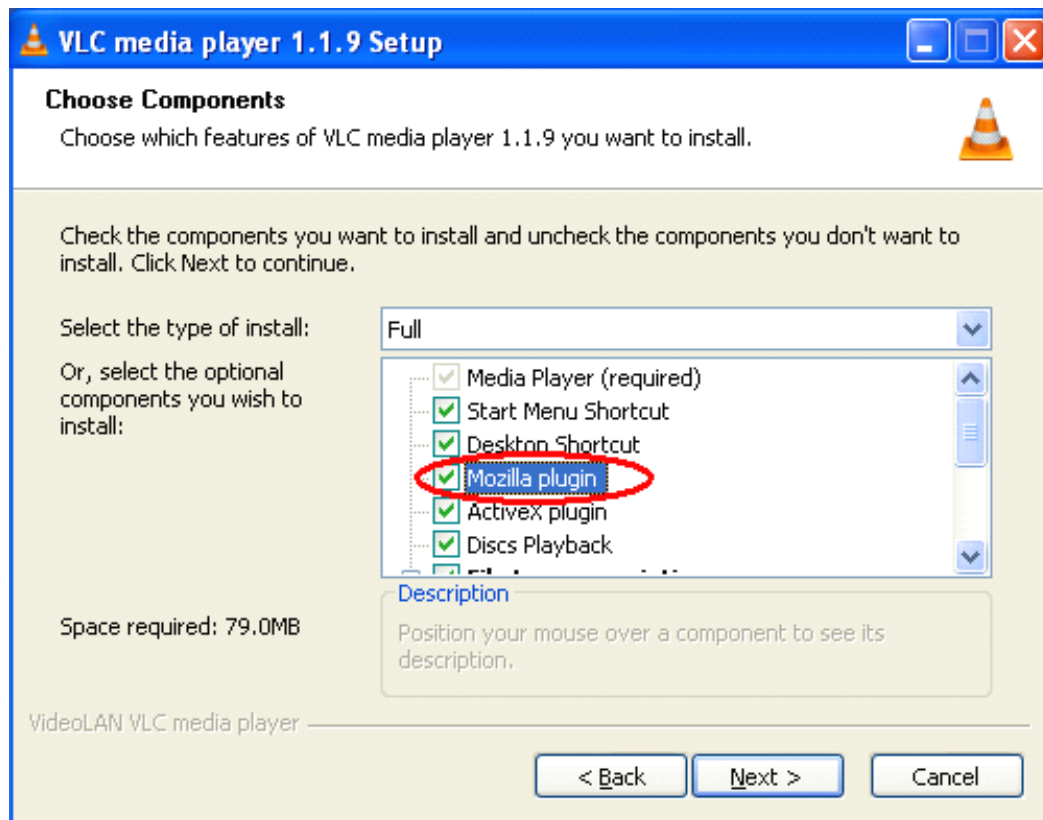 VLC media player 1.1.9 Setup
Choose Components
Choose which features of VLC media player 1.1.9 you want to install.
Check the components you want to install and uncheck the components you don't want to
install. Click Next to continue.
Select the type of install:
Full
Or, select the optional
components you wish to
install:
Media Player (required)
Start Menu Shortcut
Desktop Shortcut
Mozilla plugin
ActiveX plugin
Discs Playback
Space required: 79.0MB
Description
Position your mouse over a component to see its
description.
VideoLAN VLC media player
< Back
Next >
Cancel